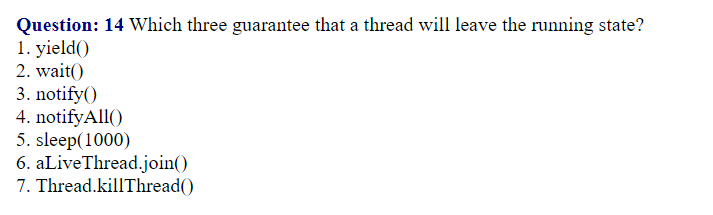 Question: 14 Which three guarantee that a thread will leave the running state?
1. yield()
2. wait()
3. notify()
4. notifyAll()
5. sleep(1000)
6. aLiveThread.join()
7. Thread.killThread()